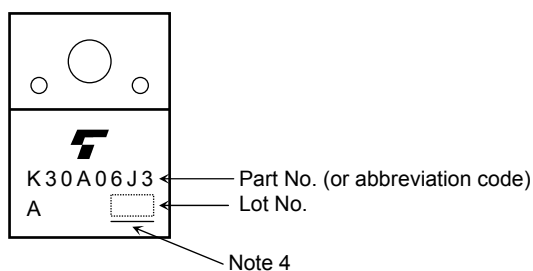 K30A06J3
Part No. (or abbreviation code)
A
Lot No.
Note 4